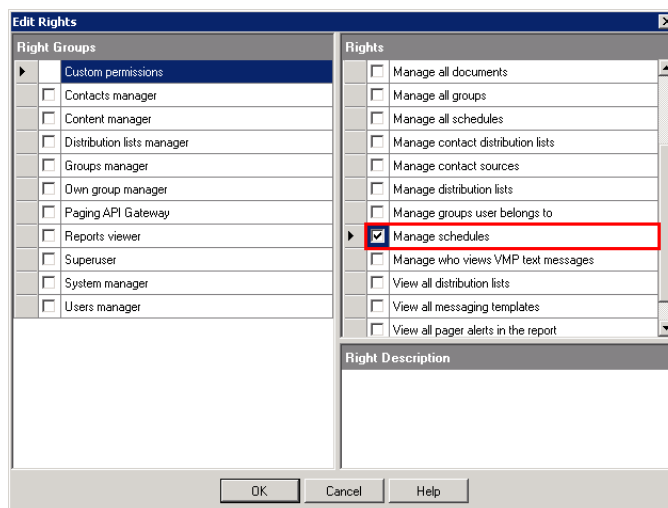 Edit Rights
Right Groups
Custom permissions
Contacts manager
Content manager
Distribution lists manager
Groups manager
Own group manager
Paging API Gateway
Reports viewer
Superuser
System manager
Users manager
Rights
Manage all documents
Manage all groups
Manage all schedules
Manage contact distribution lists
Manage contact sources
Manage distribution lists
Manage groups user belongs to
Manage schedules
Manage who views VMP text messages
View all distribution lists
View all messaging templates
View all pager alerts in the report
Right Description
OK Cancel Help